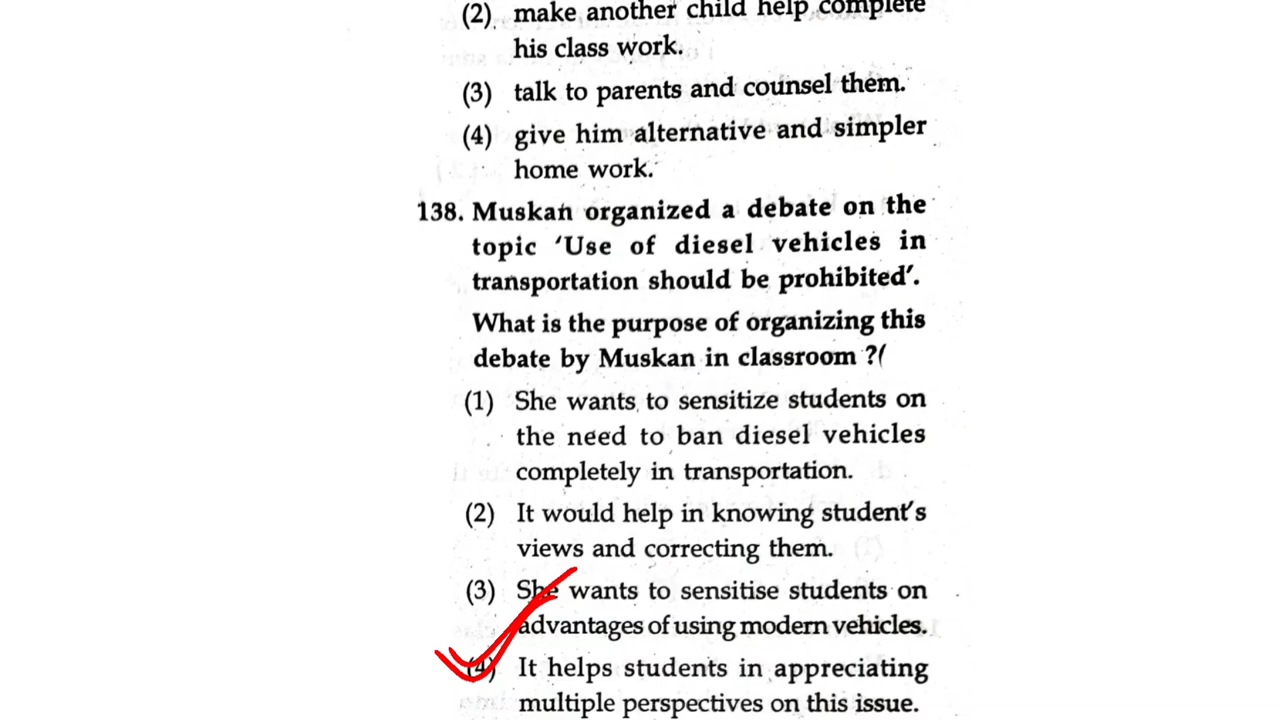 (2) make another child help complete
his class work.
(3) talk to parents and counsel them.
(4) give him alternative and simpler
home work.
138. Muskan organized a debate on the
topic 'Use of diesel vehicles in
transportation should be prohibited'.
What is the purpose of organizing this
debate by Muskan in classroom ?(
(1) She wants to sensitize students on
the need to ban diesel vehicles
completely in transportation.
(2) It would help in knowing student's
views and correcting them.
(3) She wants to sensitise students on
advantages of using modern vehicles.
(4) It helps students in appreciating
multiple perspectives on this issue.